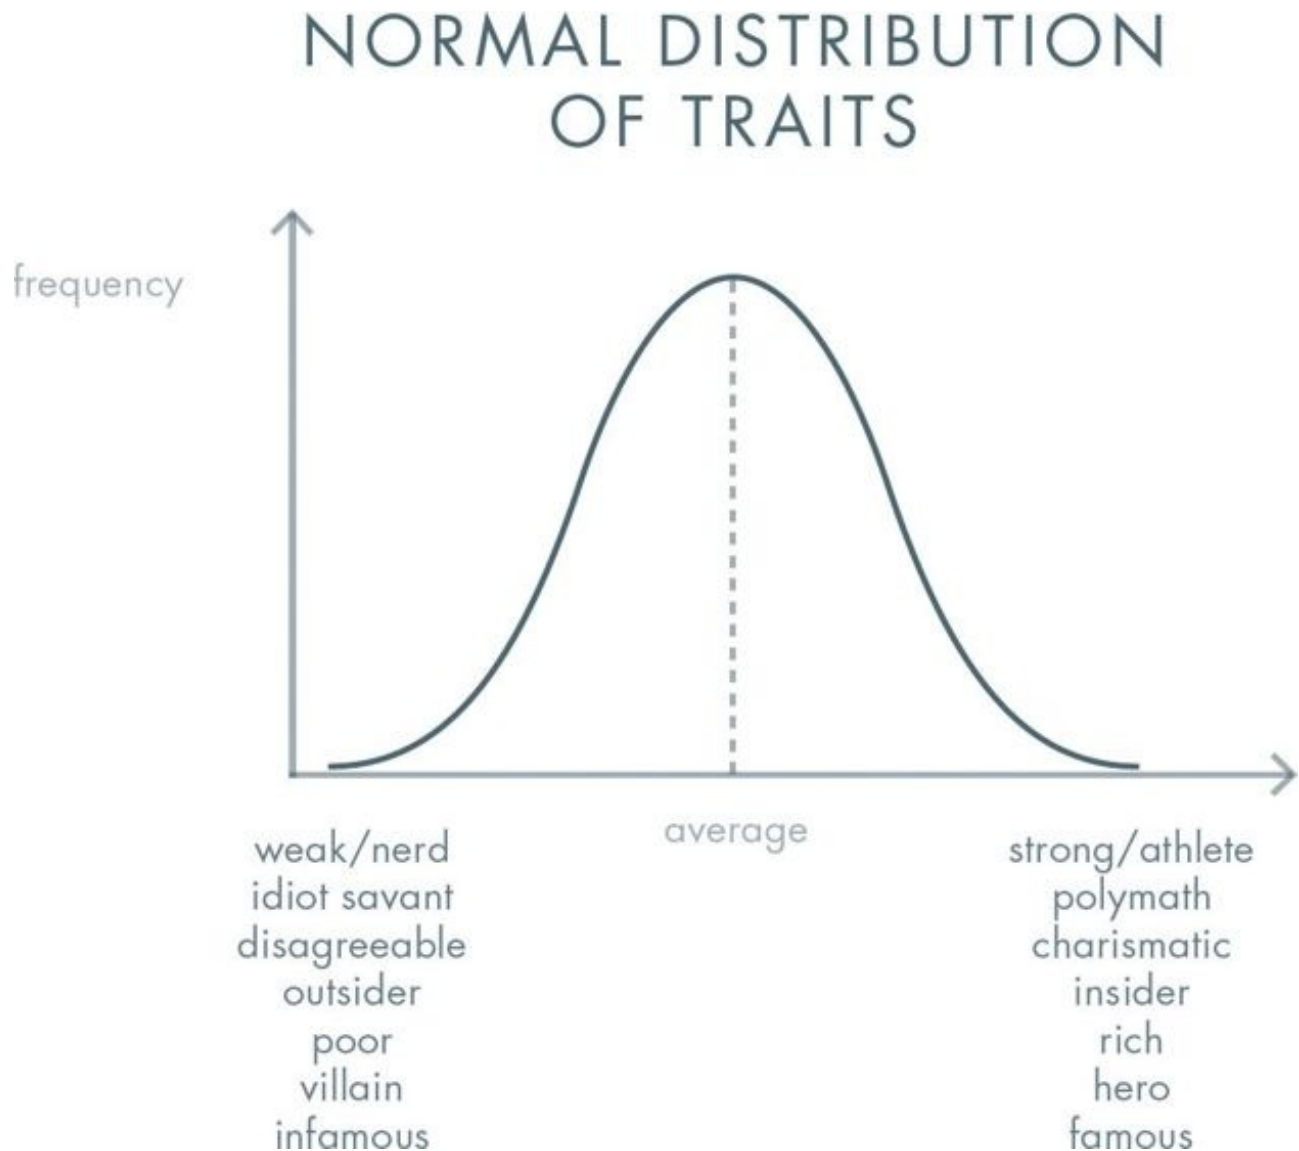 NORMAL DISTRIBUTION
OF TRAITS
frequency
average
weak/nerd
idiot savant
disagreeable
outsider
poor
villain
infamous
strong/athlete
polymath
charismatic
insider
rich
hero
famous